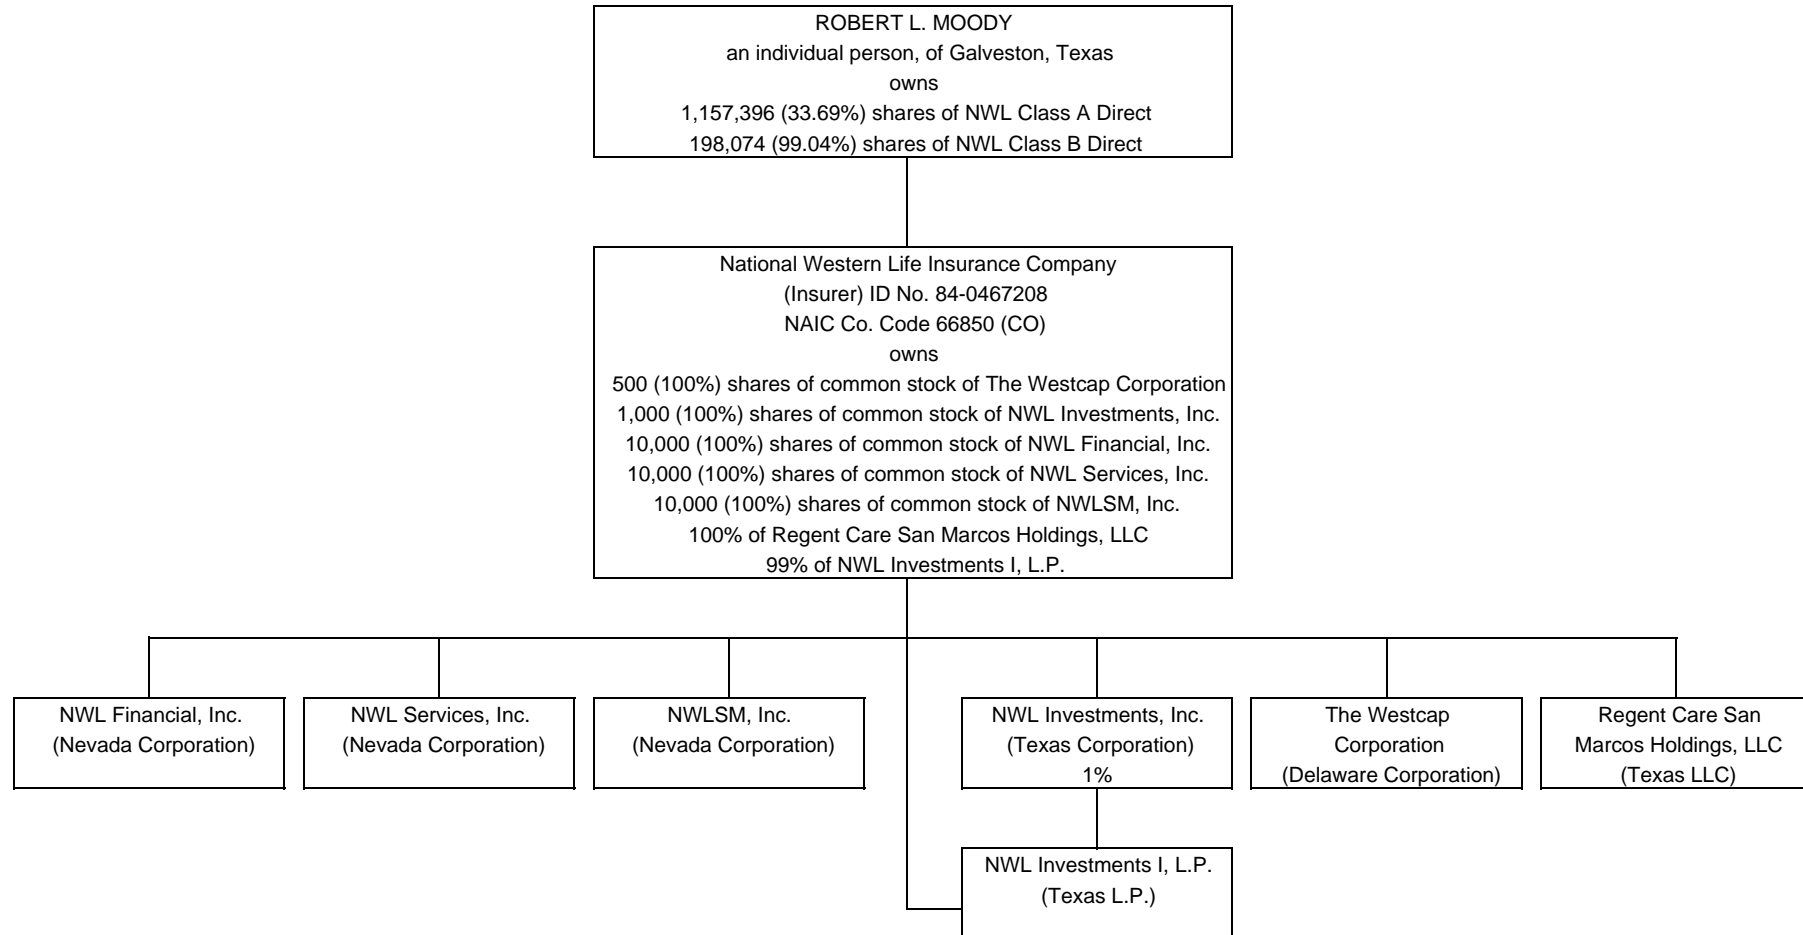 ROBERT L. MOODY
an individual person, of Galveston, Texas
owns
1,157,396 (33.69%) shares of NWL Class A Direct
198,074 (99.04%) shares of NWL Class B Direct
National Western Life Insurance Company
(Insurer) ID No. 84-0467208
NAIC Co. Code 66850 (CO)
owns
500 (100%) shares of common stock of The Westcap Corporation
1,000 (100%) shares of common stock of NWL Investments, Inc.
10,000 (100%) shares of common stock of NWL Financial, Inc.
10,000 (100%) shares of common stock of NWL Services, Inc.
10,000 (100%) shares of common stock of NWLSM, Inc.
100% of Regent Care San Marcos Holdings, LLC
99% of NWL Investments I, L.P.
NWL Financial, Inc.
(Nevada Corporation)
NWL Services, Inc.
(Nevada Corporation)
NWLSM, Inc.
(Nevada Corporation)
NWL Investments, Inc.
(Texas Corporation)
1%
The Westcap
Corporation
(Delaware Corporation)
Regent Care San
Marcos Holdings, LLC
(Texas LLC)
NWL Investments I, L.P.
(Texas L.P.)